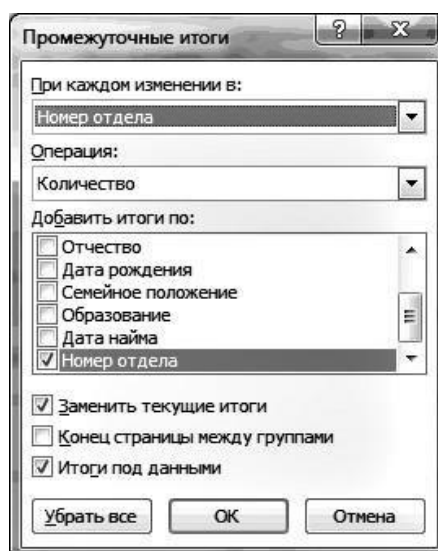 Промежуточные итоги
При каждом изменении в:
Номер отдела
Операция:
Количество
Добавить итоги по:
Отчество
Дата рождения
Семейное положение
Образование
Дата найма
Номер отдела
Заменить текущие итоги
Конец страницы между группами
Итоги под данными
Убрать все
ОК
Отмена